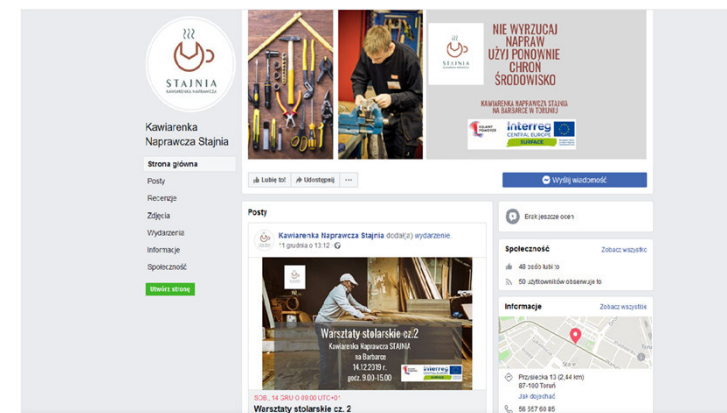 STAJNIA
KAWIARENKA NAPRAWCZA
Kawiarenka
Naprawcza Stajnia
Strona główna
Posty
Recenzje
Zdjęcia
Wydarzenia
Informacje
Społeczność
Utwórz stronę
STAJNIA
NIE WYRZUCAJ
NAPRAW
UŻYJ PONOWNIE
CHROŃ
ŚRODOWISKO
KAWIARENKA NAPRAWCZA STAJNIA
NA BARBARCE W TORUNIU
Interreg
CENTRAL EUROPE
SURFACE
Lubię to!
Udostępnij
Wyślij wiadomość
Posty
Kawiarenka Naprawcza Stajnia dodał(a) wydarzenie.
11 grudnia o 13:12
Warsztaty stolarskie cz.2
Kawiarenka Naprawcza STAJNIA
na Barbarce
14.12.2019 r.
godz. 9.00-15.00
Interreg
SOB., 14 GRU O 09:00 UTC+01
Warsztaty stolarskie cz. 2
Brak jeszcze ocen
Społeczność
Zobacz wszystko
48 osób lubi to
50 użytkowników obserwuje to
Informacje
Zobacz wszystko
Przysiecka 13 (2,44 km)
87-100 Toruń
Jak dojechać
56 657 60 85